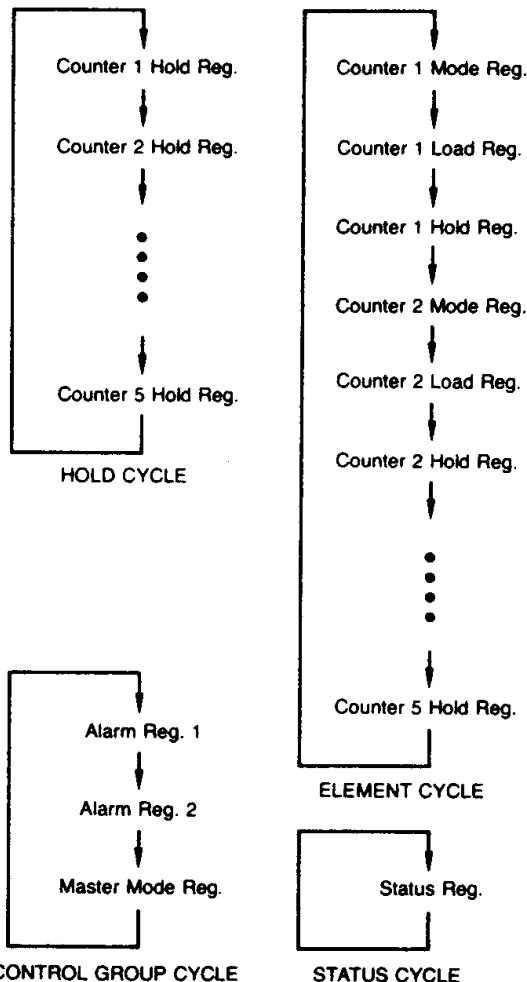 Counter 1 Hold Reg.
Counter 2 Hold Reg.
Counter 5 Hold Reg.
HOLD CYCLE
Counter 1 Mode Reg.
Counter 1 Load Reg.
Counter 1 Hold Reg.
Counter 2 Mode Reg.
Counter 2 Load Reg.
Counter 2 Hold Reg.
Counter 5 Hold Reg.
ELEMENT CYCLE
Alarm Reg. 1
Alarm Reg. 2
Master Mode Reg.
CONTROL GROUP CYCLE
Status Reg.
STATUS CYCLE